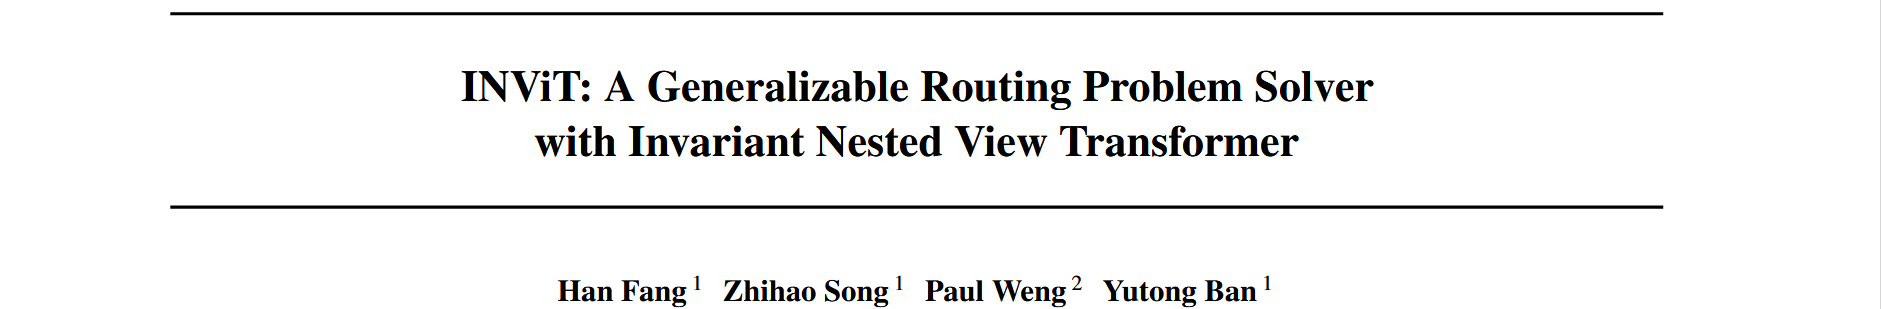 INViT: A Generalizable Routing Problem Solver
with Invariant Nested View Transformer
Han Fang 1 Zhihao Song 1 Paul Weng 2 Yutong Ban 1